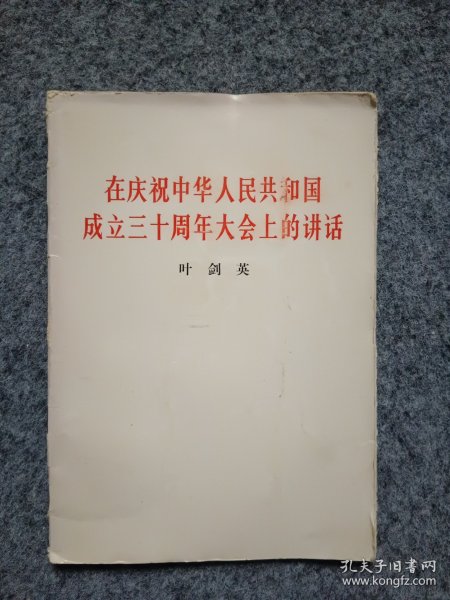 在庆祝中华人民共和国
成立三十周年大会上的讲话
叶剑英
孔夫子旧书网
www.kongfz.com